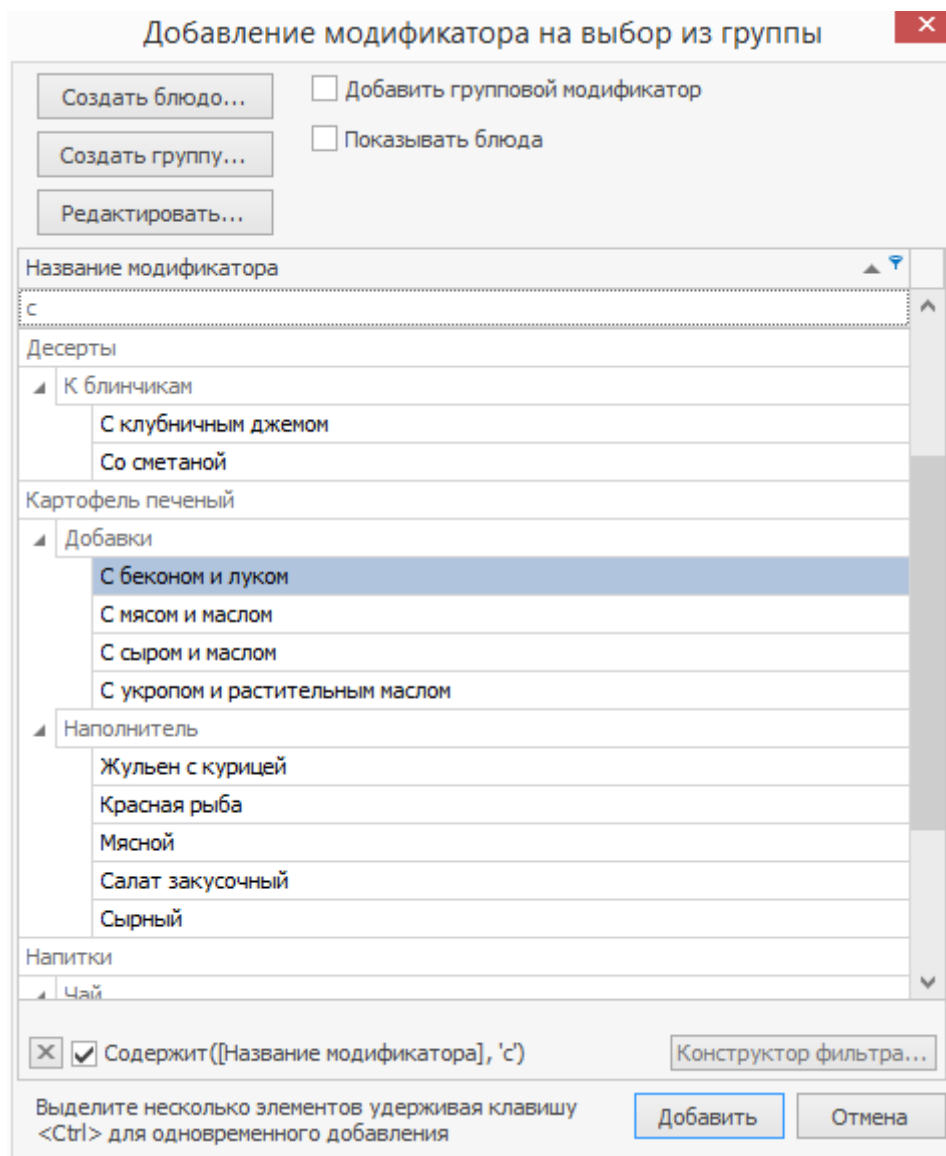 Добавление модификатора на выбор из группы
Создать блюдо...
Добавить групповой модификатор
Создать группу...
Показывать блюда
Редактировать...
Название модификатора
с
Десерты
К блинчикам
С клубничным джемом
Со сметаной
Картофель печеный
Добавки
С беконом и луком
С мясом и маслом
С сыром и маслом
С укропом и растительным маслом
Наполнитель
Жульен с курицей
Красная рыба
Мясной
Салат закусочный
Сырный
Напитки
Чай
Содержит([Название модификатора], 'с')
Конструктор фильтра...
Выделите несколько элементов удерживая клавишу
<Ctrl> для одновременного добавления
Добавить
Отмена